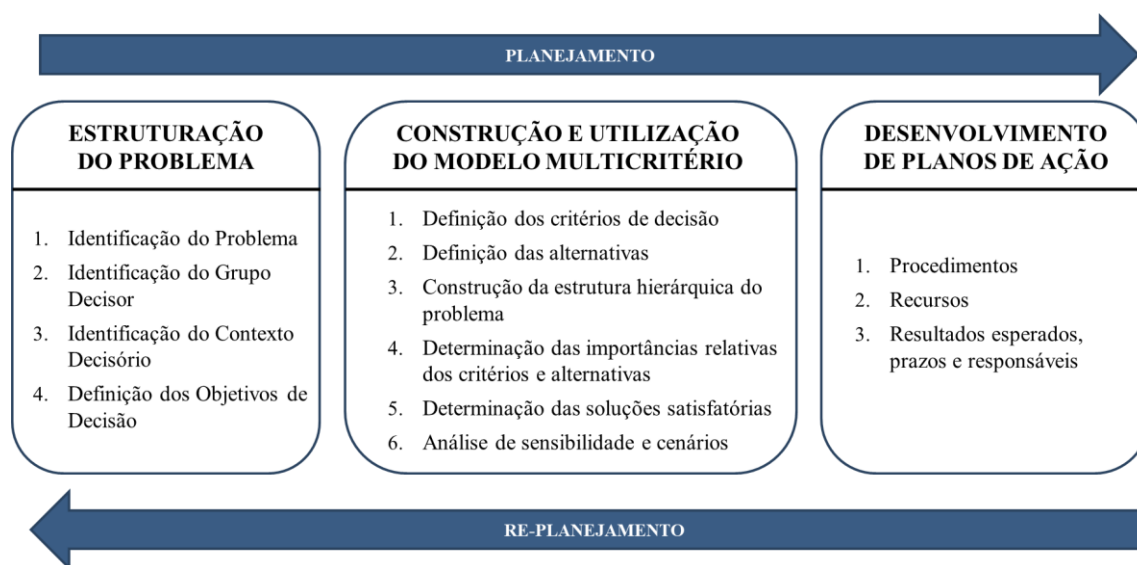 PLANEJAMENTO
ESTRUTURAÇÃO
DO PROBLEMA
1. Identificação do Problema
2. Identificação do Grupo
Decisor
3. Identificação do Contexto
Decisório
4. Definição dos Objetivos de
Decisão
CONSTRUÇÃO E UTILIZAÇÃO
DO MODELO MULTICRITÉRIO
1. Definição dos critérios de decisão
2. Definição das alternativas
3. Construção da estrutura hierárquica do
problema
4. Determinação das importâncias relativas
dos critérios e alternativas
5. Determinação das soluções satisfatórias
6. Análise de sensibilidade e cenários
DESENVOLVIMENTO
DE PLANOS DE AÇÃO
1. Procedimentos
2. Recursos
3. Resultados esperados,
prazos e responsáveis
RE-PLANEJAMENTO